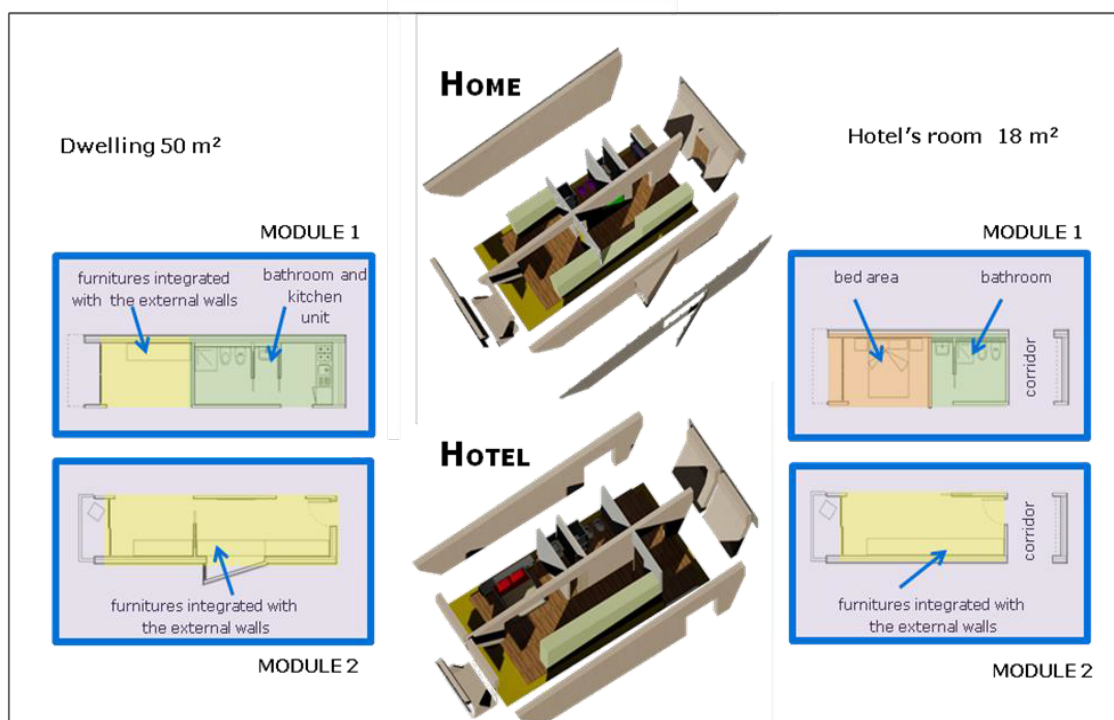 HOME
Dwelling 50 m²
Hotel's room 18 m²
MODULE 1
furnitures integrated
with the external walls
bathroom and
kitchen
unit
furnitures integrated with
the external walls
MODULE 2
HOTEL
MODULE 1
bed area
bathroom
corridor
corridor
furnitures integrated with
the external walls
MODULE 2